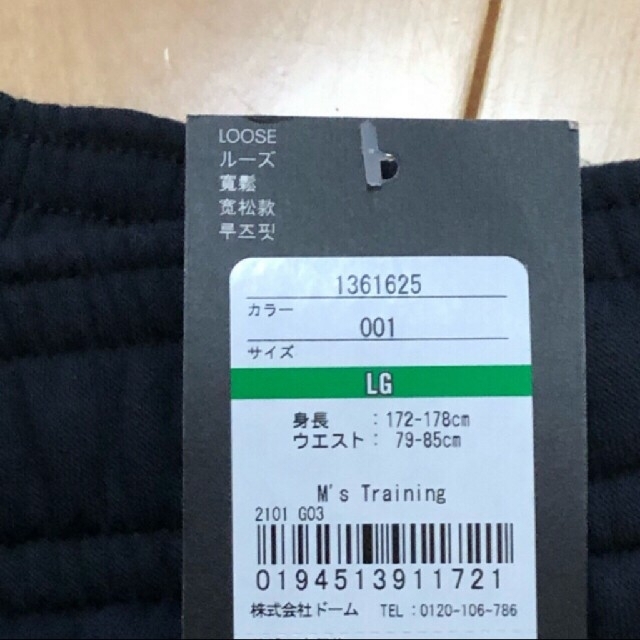 LOOSE
ルーズ
寬鬆
宽松款
루즈핏
1361625
カラー
001
サイズ
LG
身長 :172-178cm
ウエスト: 79-85cm
M's Training
2101 G03
0194513911721
株式会社ドーム TEL:0120-106-786